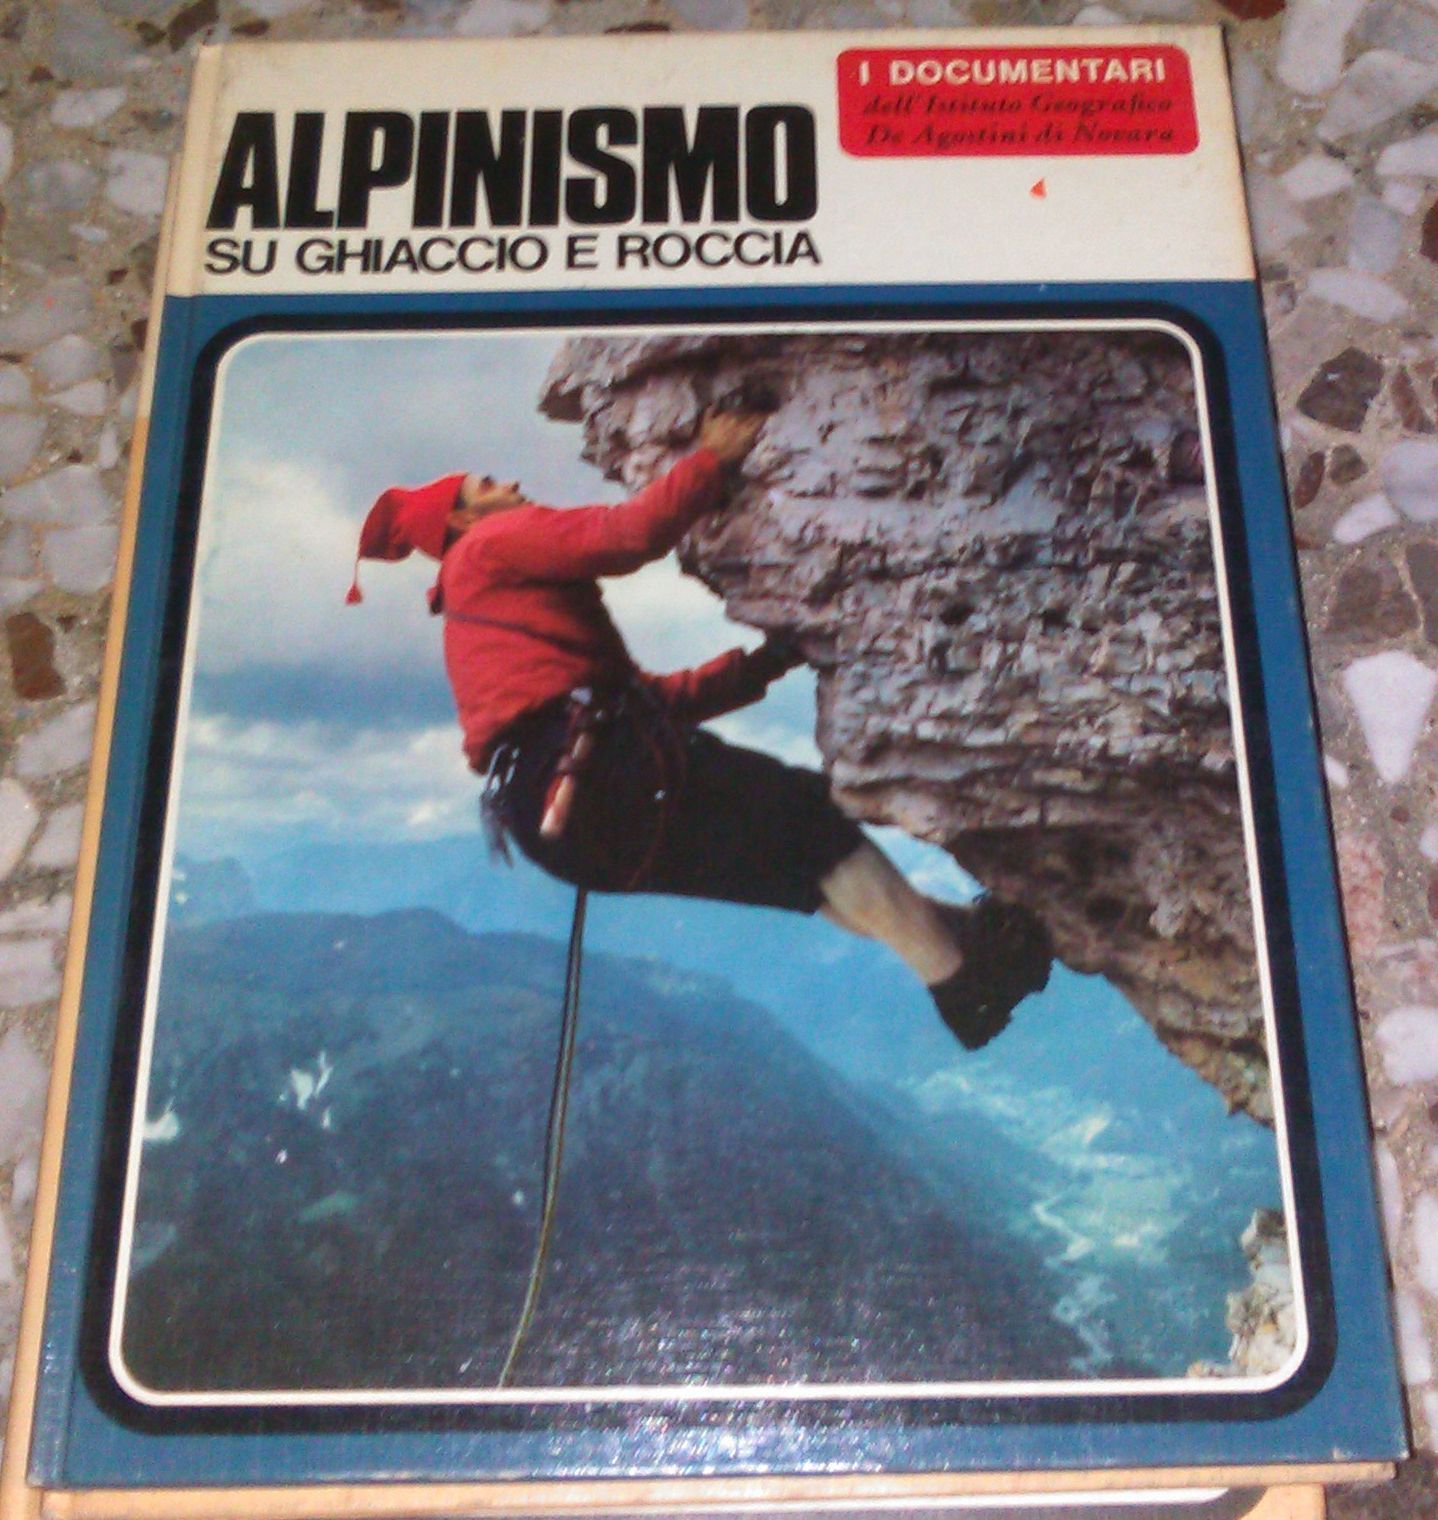 I DOCUMENTARI
dell'Istituto Geografico
De Agostini di Novara
ALPINISMO
SU GHIACCIO E ROCCIA